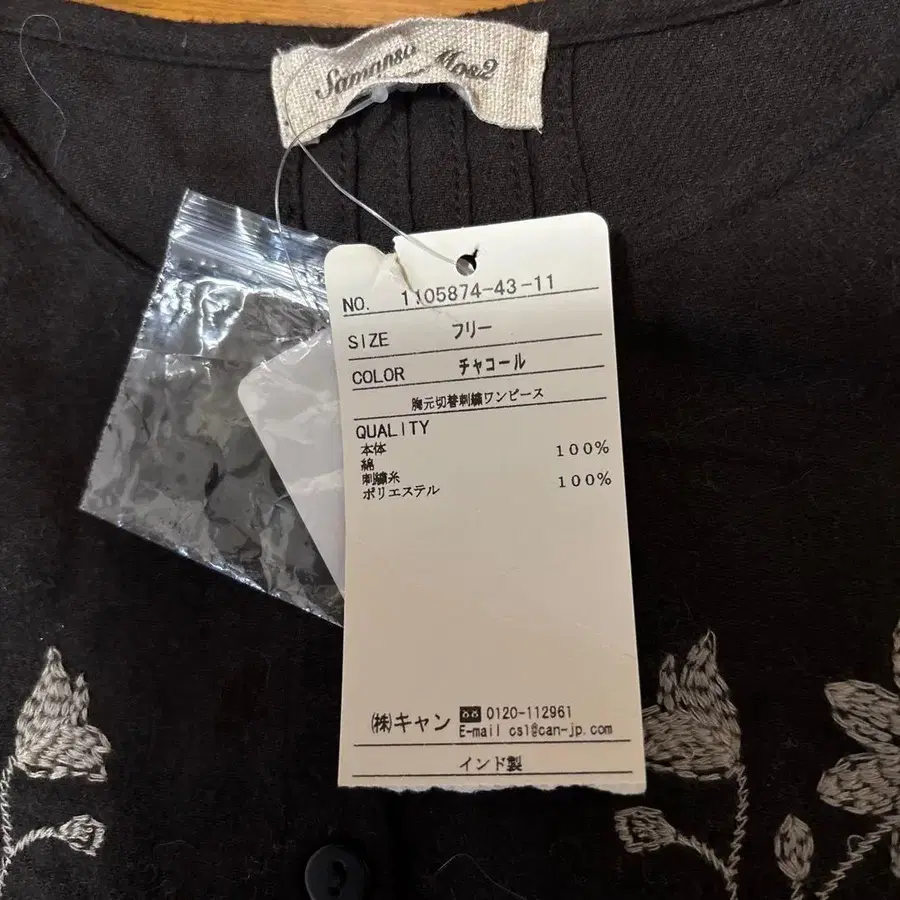 Samansa Mos2
NO. 1105874-43-11
SIZE フリー
COLOR チャコール
胸元切替刺繍ワンピース
QUALITY
本体
綿 100%
刺繍糸
ポリエステル 100%
(株)キャン 0120-112961
E-mail cs1@can-jp.com
インド製